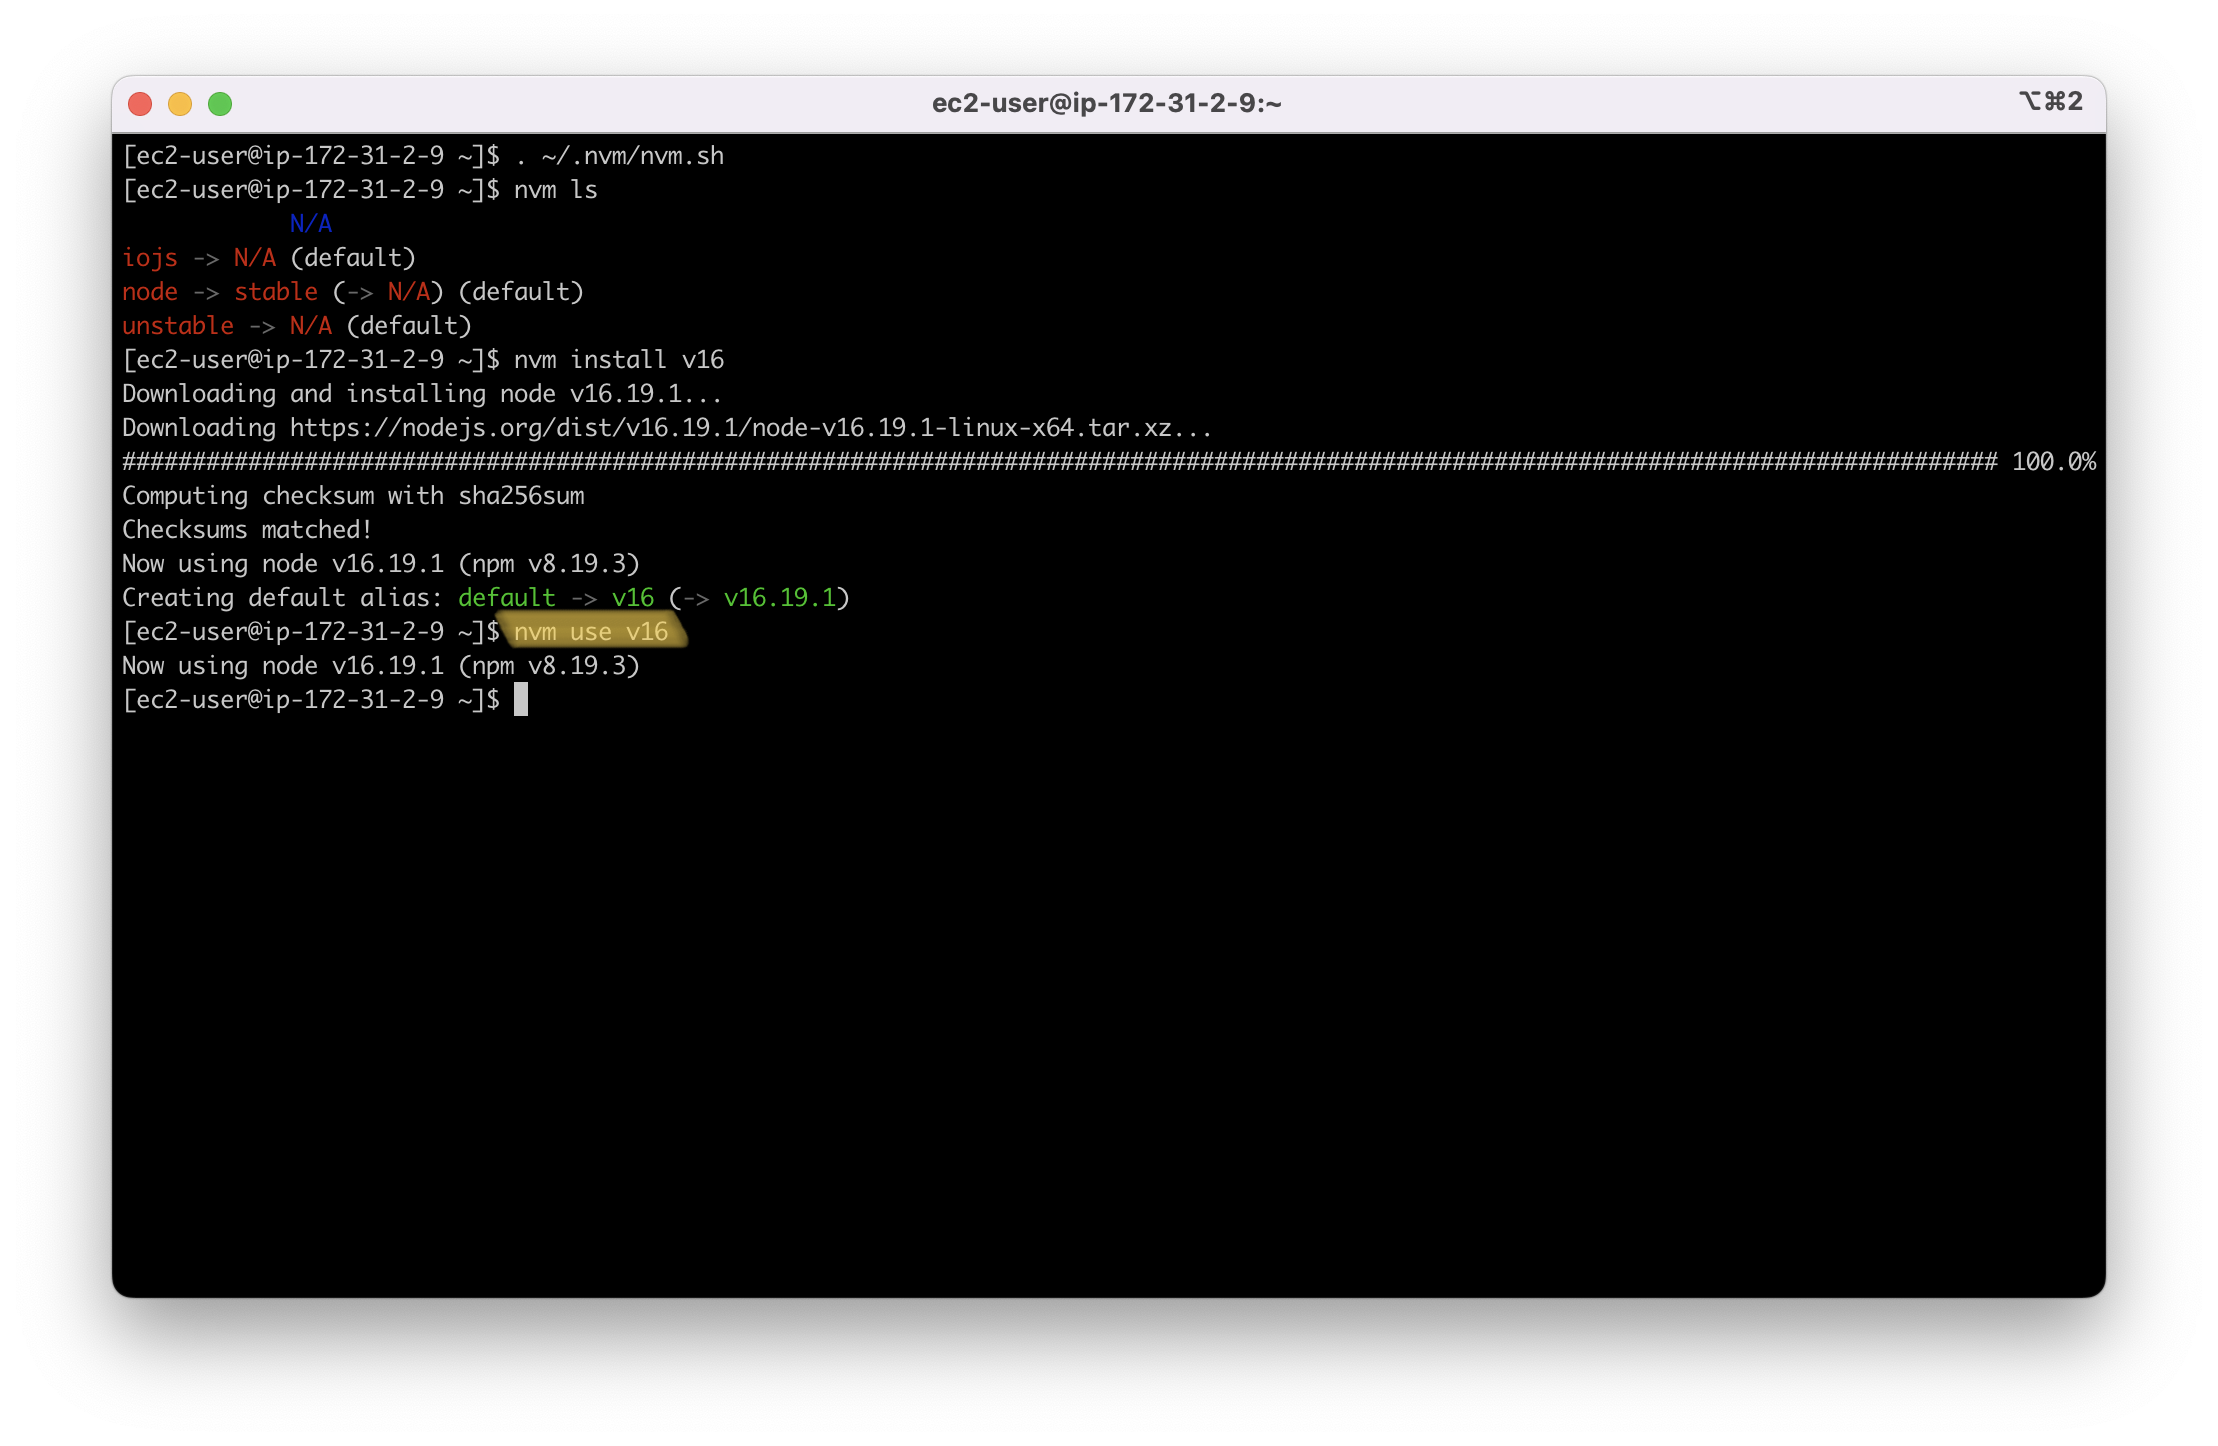 ec2-user@ip-172-31-2-9:~ ⌥⌘2
[ec2-user@ip-172-31-2-9 ~]$ . ~/.nvm/nvm.sh
[ec2-user@ip-172-31-2-9 ~]$ nvm ls
N/A
iojs -> N/A (default)
node -> stable (-> N/A) (default)
unstable -> N/A (default)
[ec2-user@ip-172-31-2-9 ~]$ nvm install v16
Downloading and installing node v16.19.1...
Downloading https://nodejs.org/dist/v16.19.1/node-v16.19.1-linux-x64.tar.xz...
###################################################################################################################################### 100.0%
Computing checksum with sha256sum
Checksums matched!
Now using node v16.19.1 (npm v8.19.3)
Creating default alias: default -> v16 (-> v16.19.1)
[ec2-user@ip-172-31-2-9 ~]$ nvm use v16
Now using node v16.19.1 (npm v8.19.3)
[ec2-user@ip-172-31-2-9 ~]$